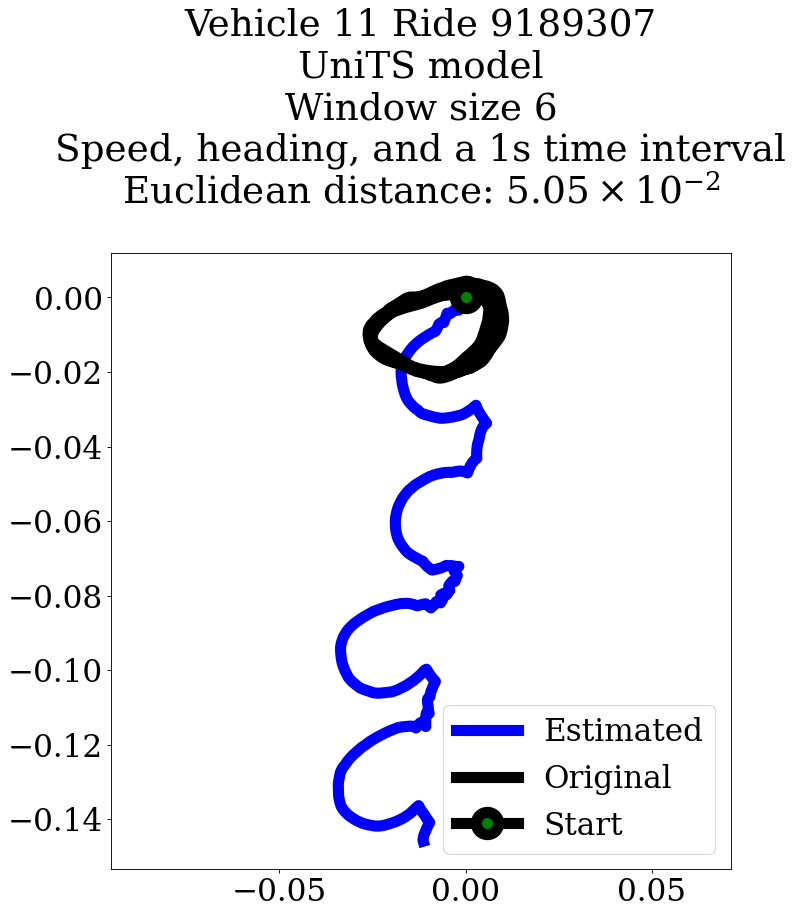 Vehicle 11 Ride 9189307
UniTS model
Window size 6
Speed, heading, and a 1s time interval
Euclidean distance: 5.05 × 10⁻²
0.00
−0.02
−0.04
−0.06
−0.08
−0.10
−0.12
−0.14
Estimated
Original
Start
−0.05 0.00 0.05